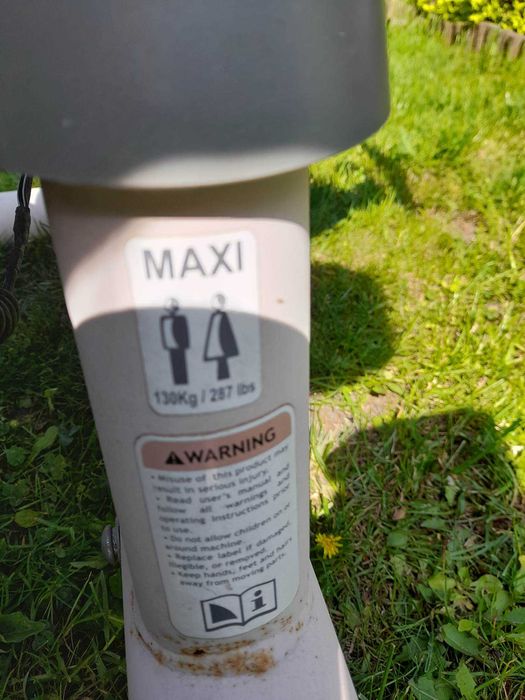 MAXI
130Kg / 287 lbs
WARNING
• Misuse of this product may
result in serious injury.
• Read user's manual and
follow all warnings and
operating instructions prior
to use.
• Do not allow children on or
around machine.
• Replace label if damaged,
illegible, or removed.
• Keep hands, feet and hairs
away from moving parts.